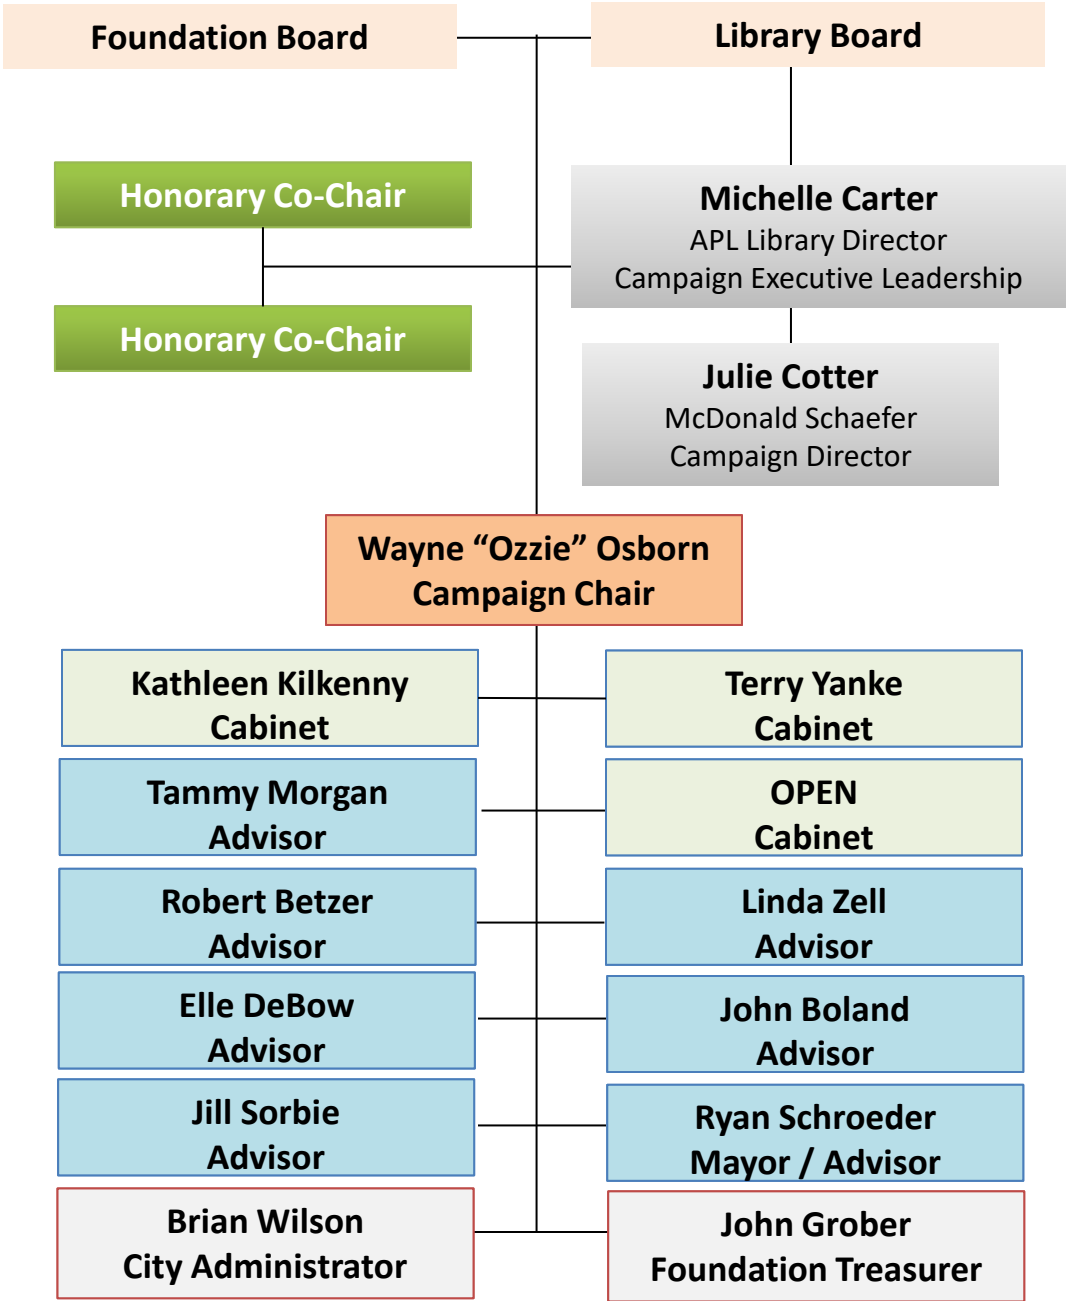 Foundation Board
Library Board
Honorary Co-Chair
Honorary Co-Chair
Michelle Carter
APL Library Director
Campaign Executive Leadership
Julie Cotter
McDonald Schaefer
Campaign Director
Wayne “Ozzie” Osborn
Campaign Chair
Kathleen Kilkenny
Cabinet
Terry Yanke
Cabinet
Tammy Morgan
Advisor
OPEN
Cabinet
Robert Betzer
Advisor
Linda Zell
Advisor
Elle DeBow
Advisor
John Boland
Advisor
Jill Sorbie
Advisor
Ryan Schroeder
Mayor / Advisor
Brian Wilson
City Administrator
John Grober
Foundation Treasurer